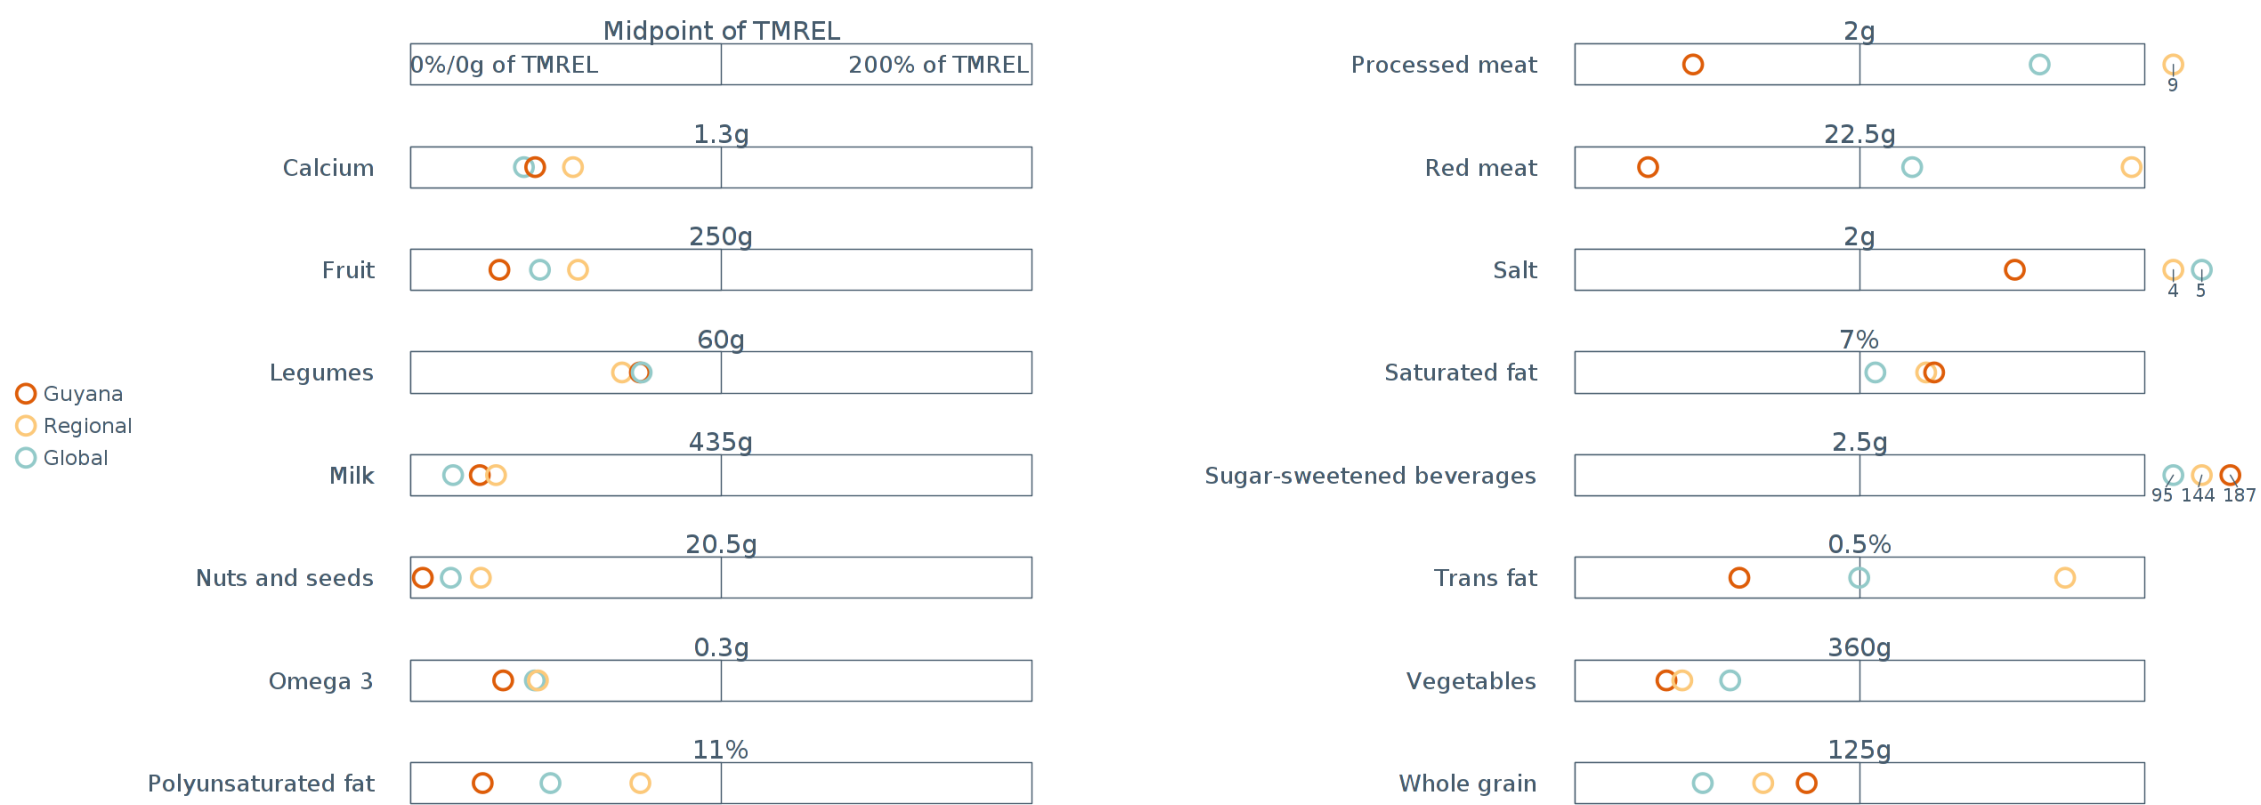 Midpoint of TMREL
0%/0g of TMREL 200% of TMREL
1.3g
Calcium
250g
Fruit
60g
Legumes
435g
Milk
20.5g
Nuts and seeds
0.3g
Omega 3
11%
Polyunsaturated fat
Guyana
Regional
Global
2g
Processed meat
9
22.5g
Red meat
2g
Salt
4 5
7%
Saturated fat
2.5g
Sugar-sweetened beverages
95 144 187
0.5%
Trans fat
360g
Vegetables
125g
Whole grain